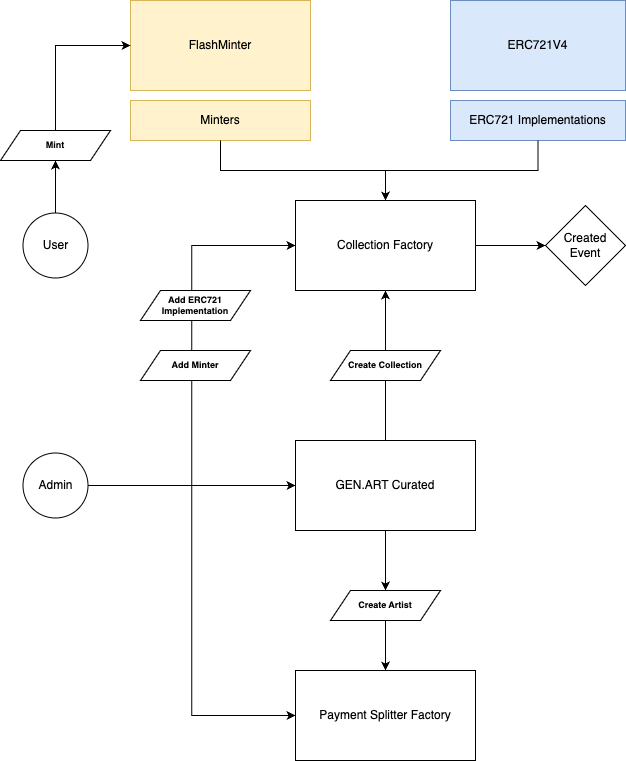 FlashMinter
ERC721V4
Minters
ERC721 Implementations
Mint
User
Collection Factory
Created
Event
Add ERC721
Implementation
Add Minter
Create Collection
Admin
GEN.ART Curated
Create Artist
Payment Splitter Factory